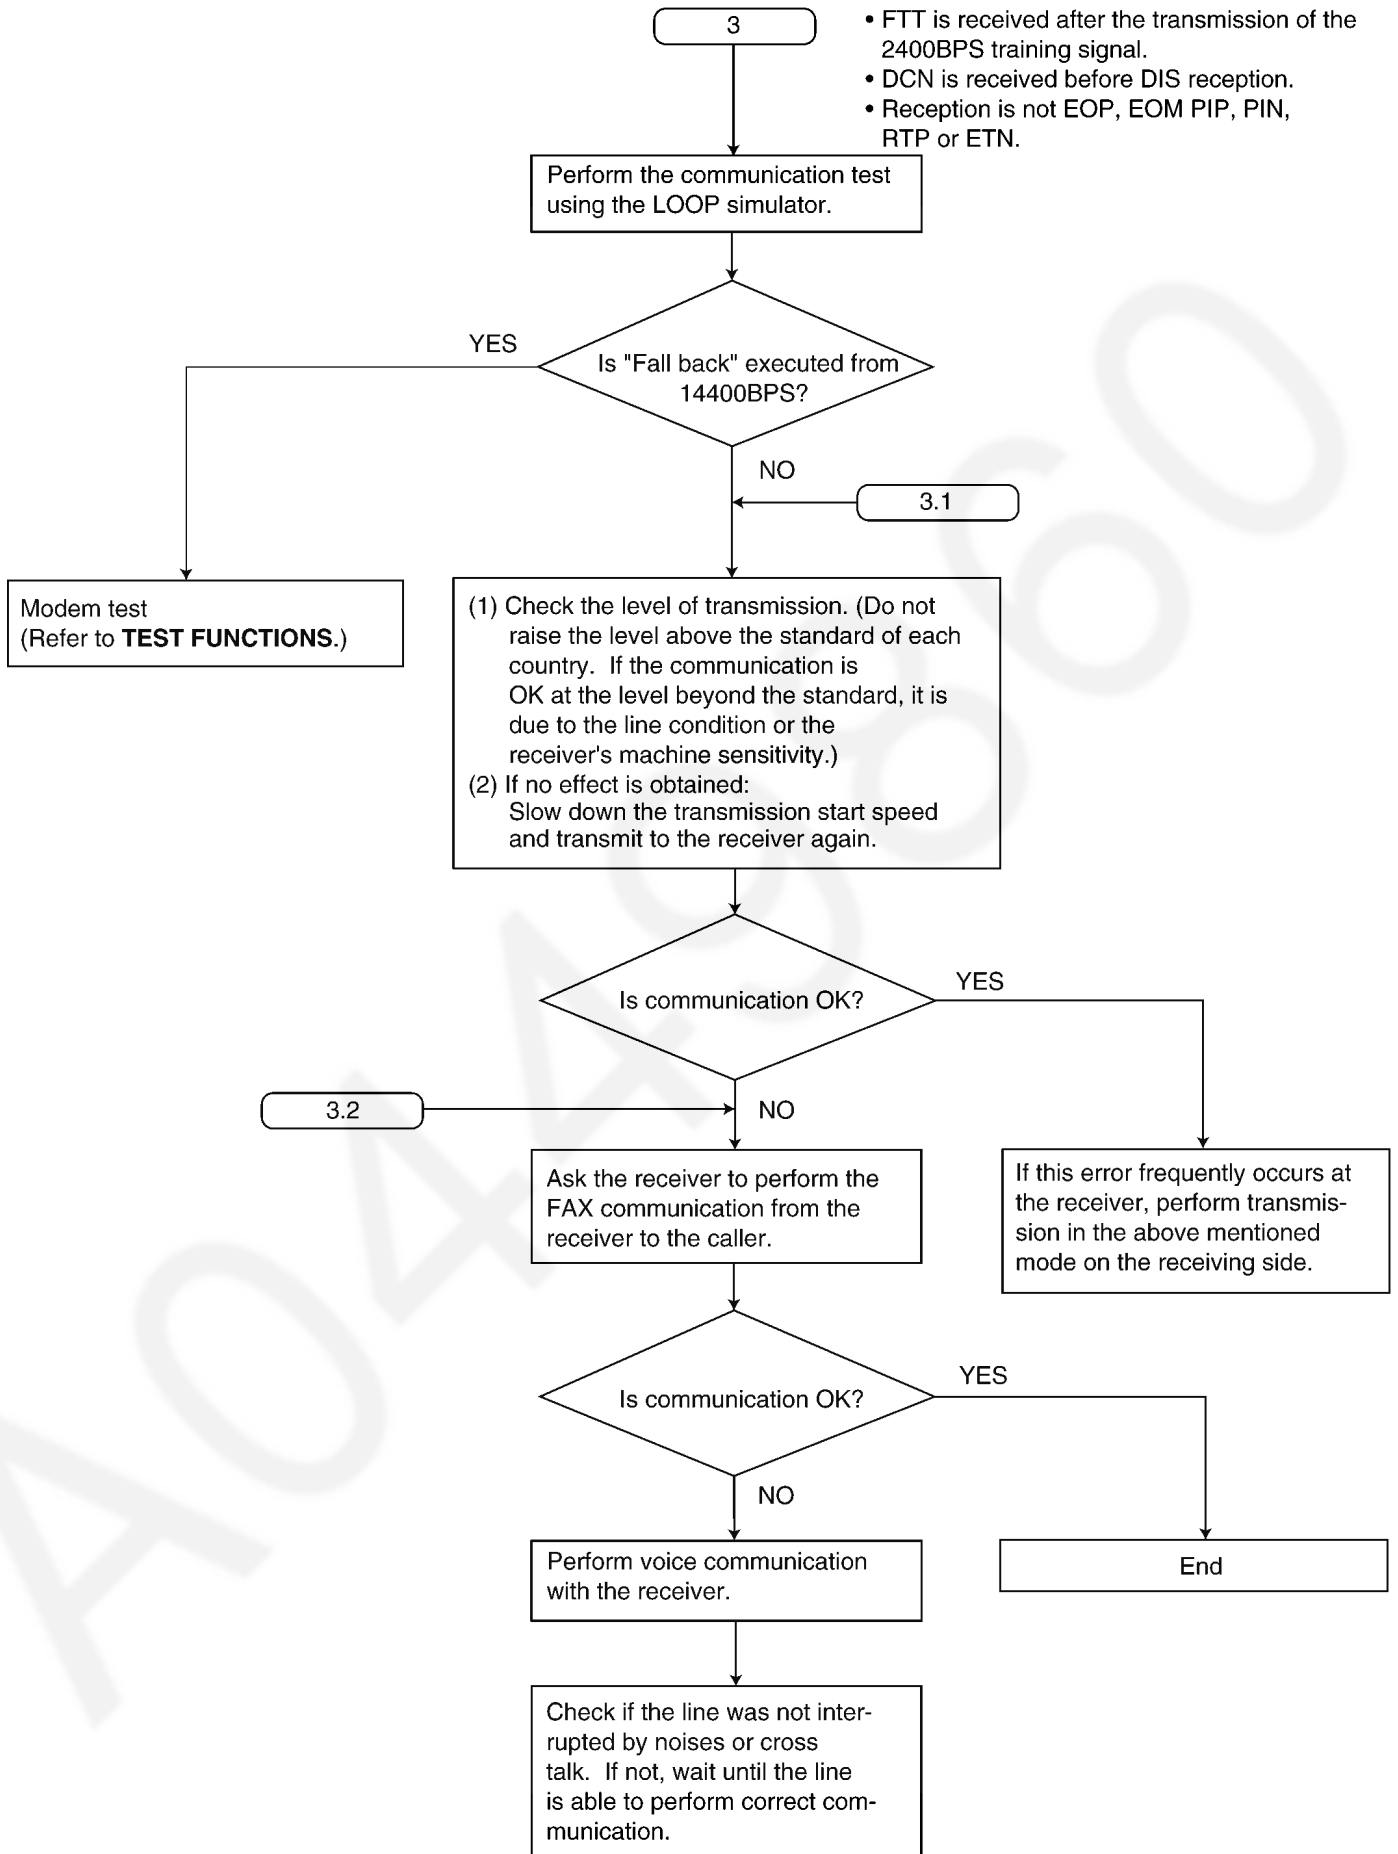 3
• FTT is received after the transmission of the
2400BPS training signal.
• DCN is received before DIS reception.
• Reception is not EOP, EOM PIP, PIN,
RTP or ETN.
Perform the communication test
using the LOOP simulator.
YES
Is "Fall back" executed from
14400BPS?
NO
3.1
Modem test
(Refer to TEST FUNCTIONS.)
(1) Check the level of transmission. (Do not
raise the level above the standard of each
country.  If the communication is
OK at the level beyond the standard, it is
due to the line condition or the
receiver's machine sensitivity.)
(2) If no effect is obtained:
Slow down the transmission start speed
and transmit to the receiver again.
Is communication OK?
YES
3.2
NO
Ask the receiver to perform the
FAX communication from the
receiver to the caller.
If this error frequently occurs at
the receiver, perform transmis-
sion in the above mentioned
mode on the receiving side.
Is communication OK?
YES
NO
Perform voice communication
with the receiver.
End
Check if the line was not inter-
rupted by noises or cross
talk.  If not, wait until the line
is able to perform correct com-
munication.
A04449860